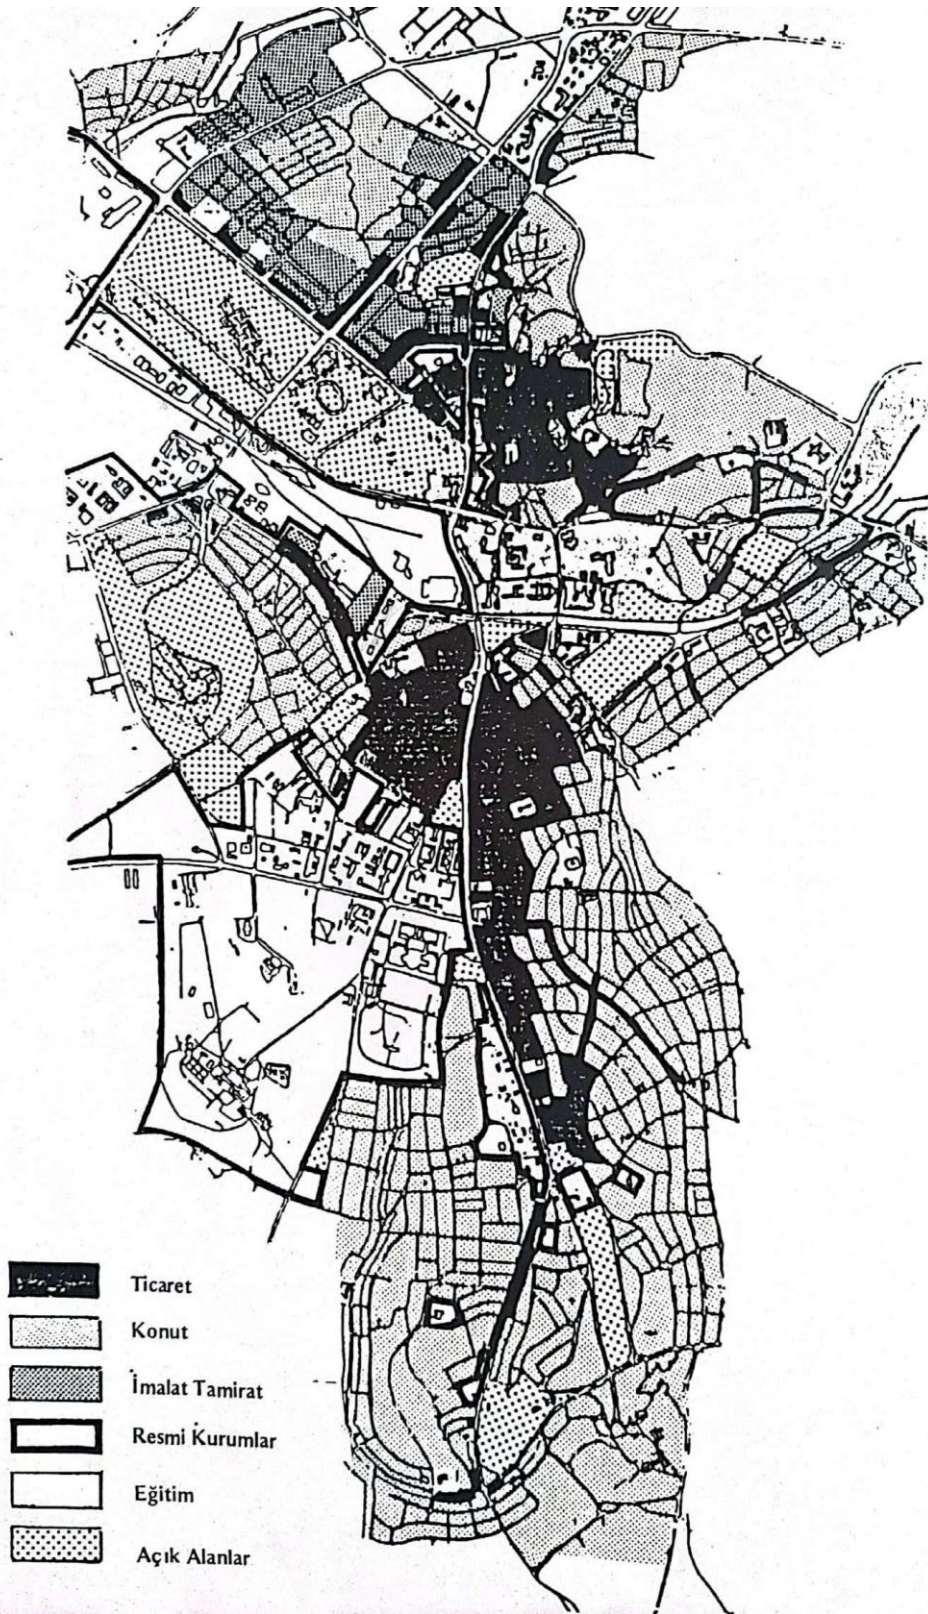 Ticaret
Konut
İmalat Tamirat
Resmi Kurumlar
Eğitim
Açık Alanlar